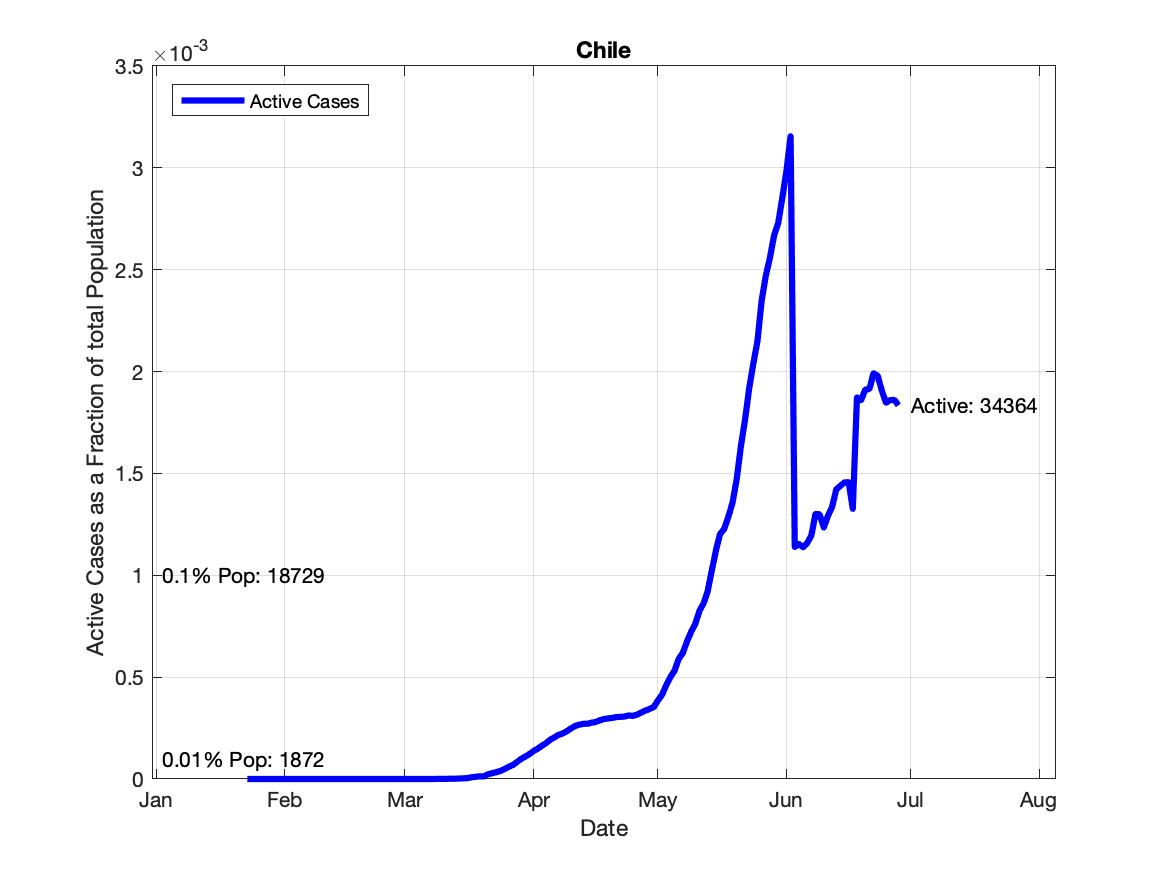 Chile
×10-3
3.5
3
2.5
2
1.5
1
0.5
0
Active Cases as a Fraction of total Population
Active Cases
Active: 34364
0.1% Pop: 18729
0.01% Pop: 1872
Jan Feb Mar Apr May Jun Jul Aug
Date